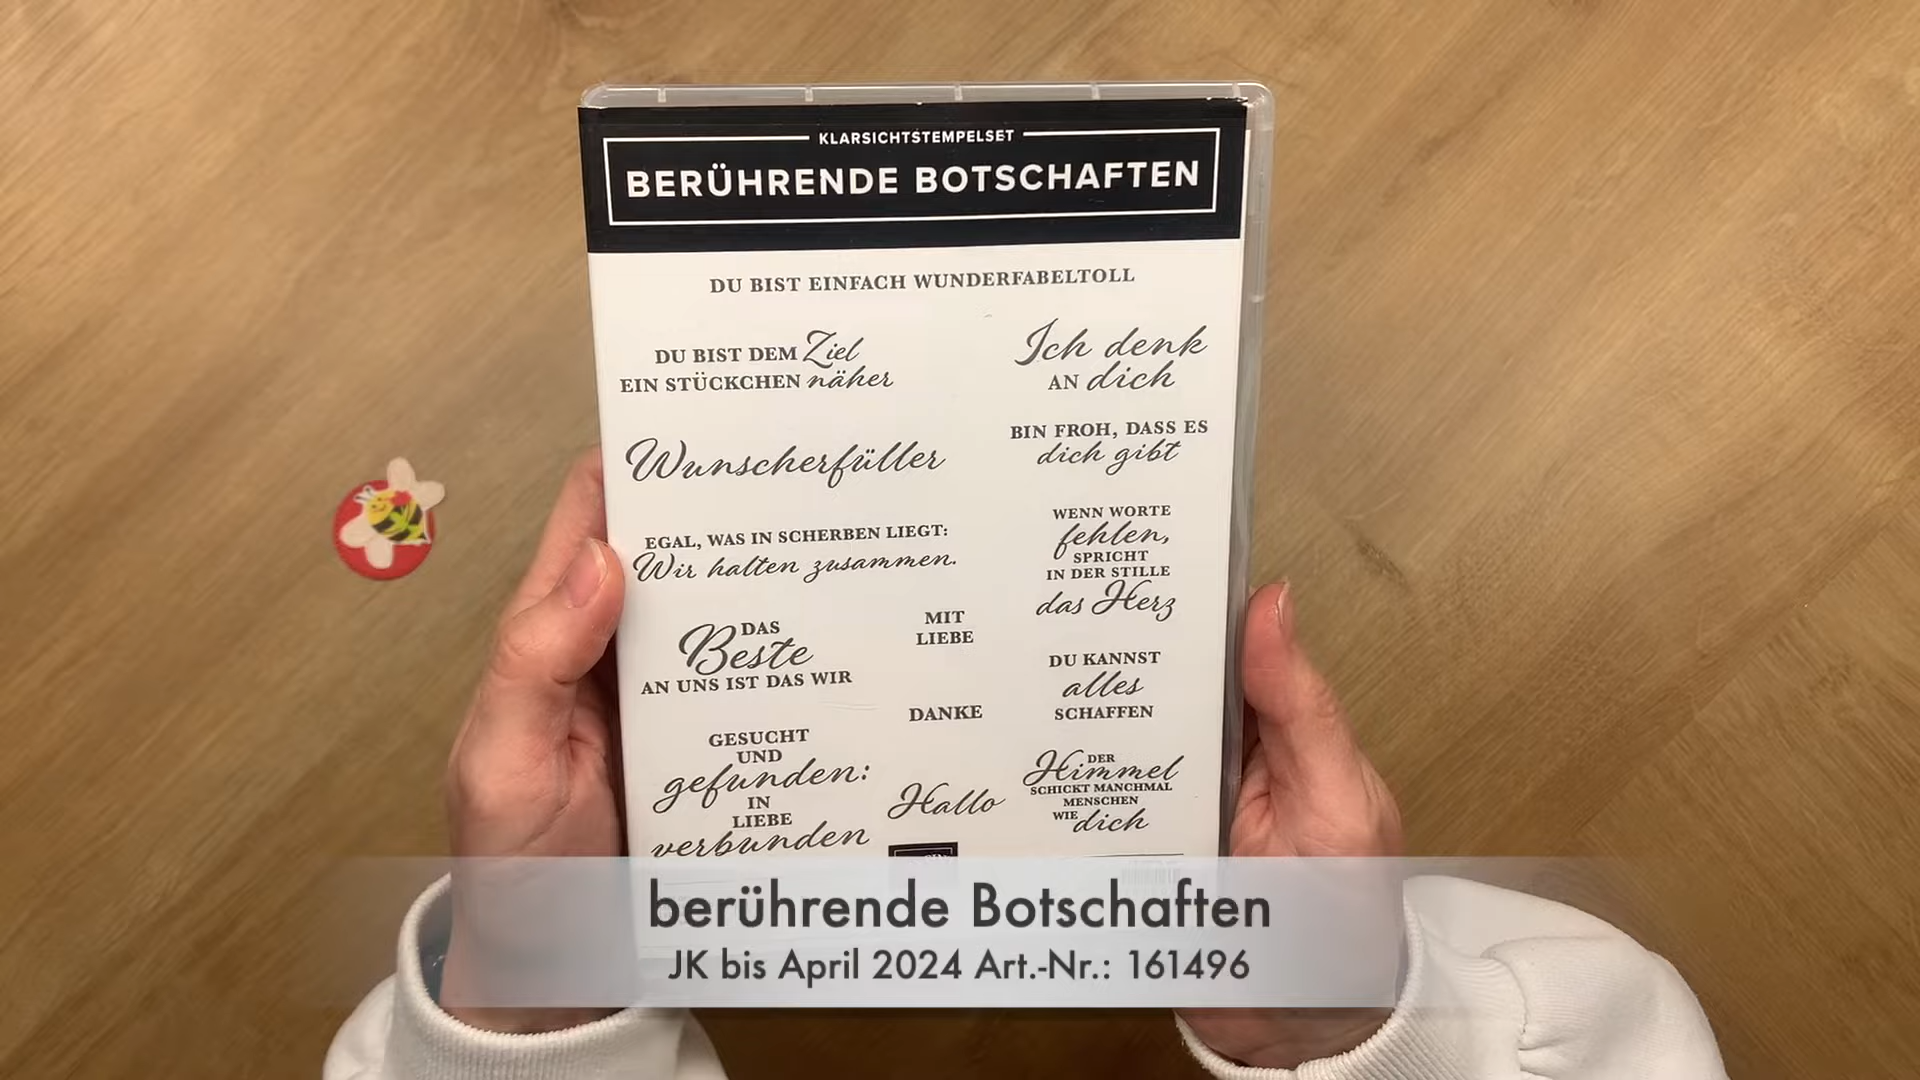 KLARSICHTSTEMPELSET
BERÜHRENDE BOTSCHAFTEN
DU BIST EINFACH WUNDERFABELTOLL
DU BIST DEM Ziel
EIN STÜCKCHEN näher
Ich denk
AN dich
Wunscherfüller
BIN FROH, DASS ES
dich gibt
EGAL, WAS IN SCHERBEN LIEGT:
Wir halten zusammen.
WENN WORTE
fehlen,
SPRICHT
IN DER STILLE
das Herz
DAS
Beste
AN UNS IST DAS WIR
MIT
LIEBE
DU KANNST
alles
SCHAFFEN
DANKE
GESUCHT
UND
gefunden:
IN
LIEBE
verbunden
Hallo
DER
Himmel
SCHICKT MANCHMAL
MENSCHEN
WIE dich
berührende Botschaften
JK bis April 2024 Art.-Nr.: 161496